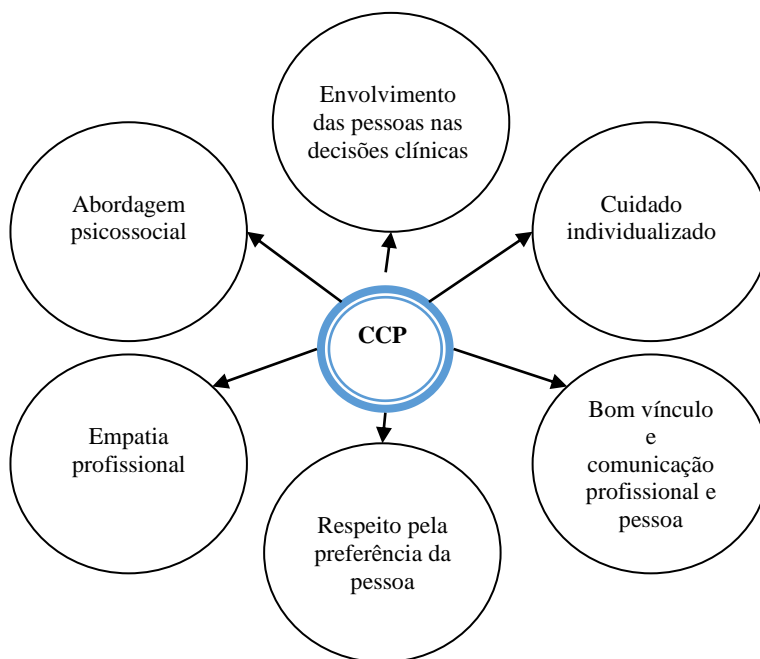 Envolvimento
das pessoas nas
decisões clínicas
Abordagem
psicossocial
Cuidado
individualizado
CCP
Empatia
profissional
Bom vínculo
e
comunicação
profissional e
pessoa
Respeito pela
preferência da
pessoa